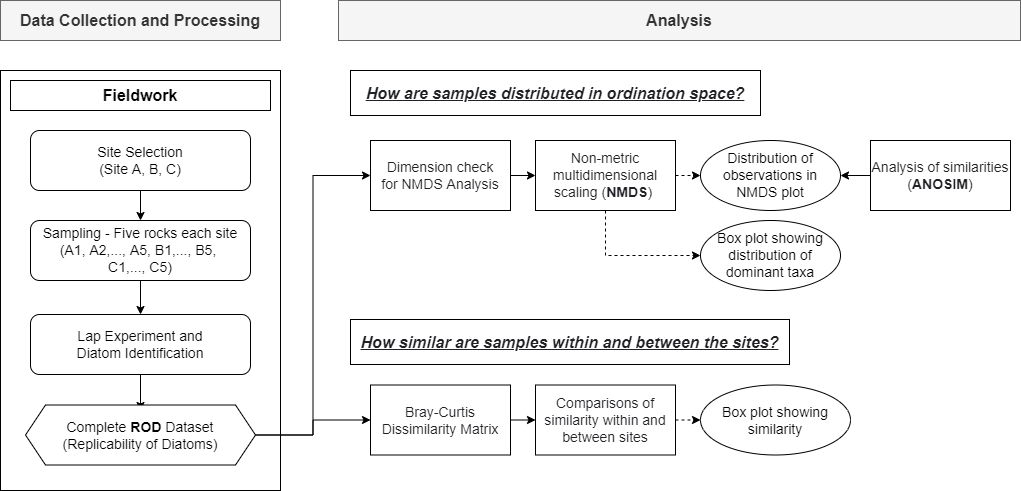 Data Collection and Processing
Analysis
Fieldwork
Site Selection
(Site A, B, C)
Sampling - Five rocks each site
(A1, A2,..., A5, B1,..., B5,
C1,..., C5)
Lap Experiment and
Diatom Identification
Complete ROD Dataset
(Replicability of Diatoms)
How are samples distributed in ordination space?
Dimension check
for NMDS Analysis
Non-metric
multidimensional
scaling (NMDS)
Distribution of
observations in
NMDS plot
Analysis of similarities
(ANOSIM)
Box plot showing
distribution of
dominant taxa
How similar are samples within and between the sites?
Bray-Curtis
Dissimilarity Matrix
Comparisons of
similarity within and
between sites
Box plot showing
similarity